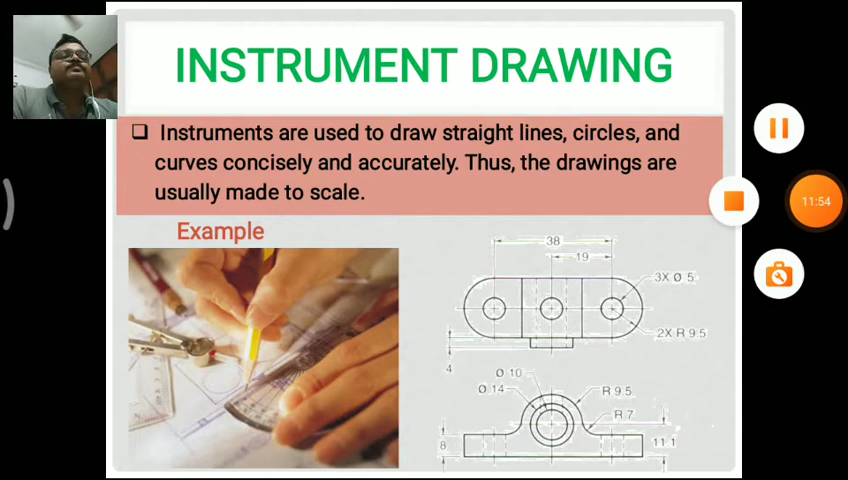 INSTRUMENT DRAWING
❑ Instruments are used to draw straight lines, circles, and
curves concisely and accurately. Thus, the drawings are
usually made to scale.
11:54
Example
38
19
3X Ø 5
2X R 9.5
4
Ø 10
Ø 14
R 9.5
R 7
8
11.1